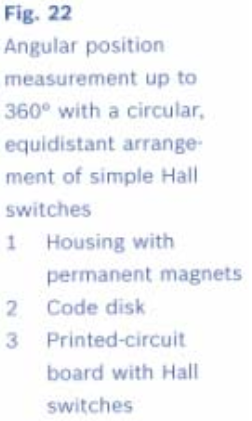 Fig. 22
Angular position
measurement up to
360° with a circular,
equidistant arrange-
ment of simple Hall
switches
1 Housing with
permanent magnets
2 Code disk
3 Printed-circuit
board with Hall
switches